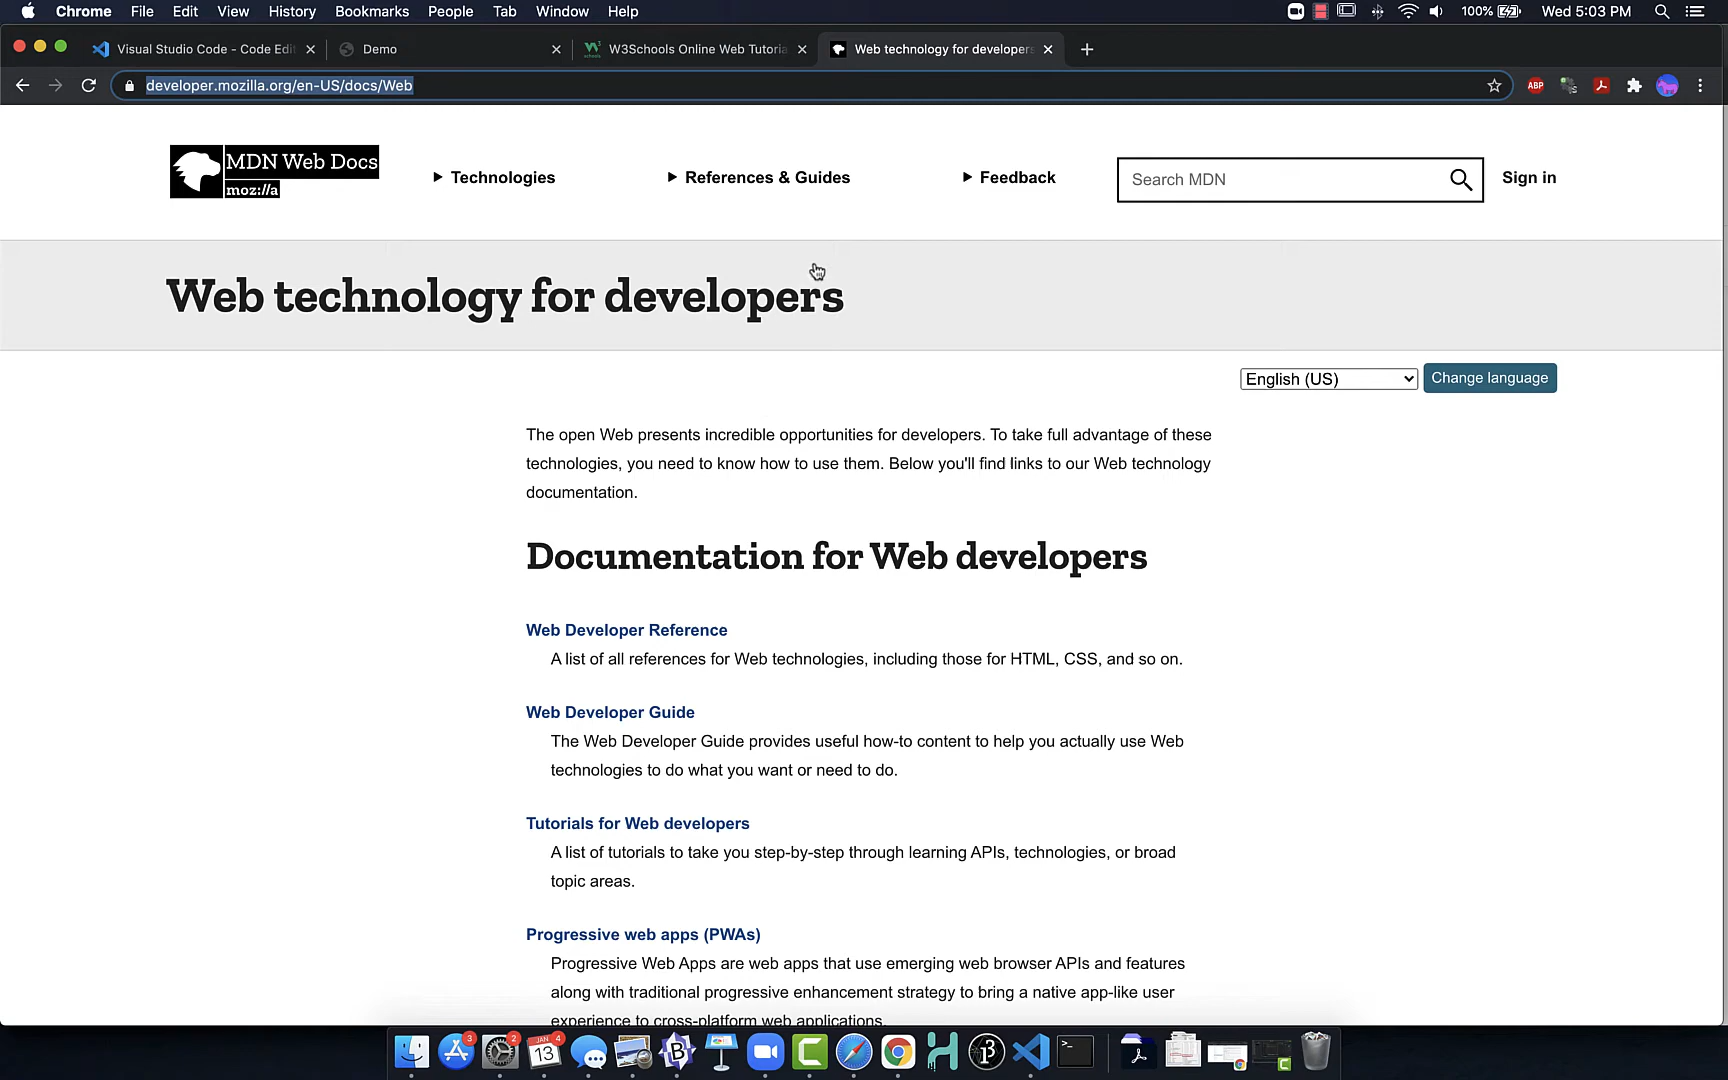 Chrome File Edit View History Bookmarks People Tab Window Help 100% Wed 5:03 PM
Visual Studio Code - Code Edit Demo W3Schools Online Web Tutoria Web technology for developers
developer.mozilla.org/en-US/docs/Web ABP
MDN Web Docs
moz://a
Technologies References & Guides Feedback Search MDN Sign in
Web technology for developers
English (US) Change language
The open Web presents incredible opportunities for developers. To take full advantage of these
technologies, you need to know how to use them. Below you'll find links to our Web technology
documentation.
Documentation for Web developers
Web Developer Reference
A list of all references for Web technologies, including those for HTML, CSS, and so on.
Web Developer Guide
The Web Developer Guide provides useful how-to content to help you actually use Web
technologies to do what you want or need to do.
Tutorials for Web developers
A list of tutorials to take you step-by-step through learning APIs, technologies, or broad
topic areas.
Progressive web apps (PWAs)
Progressive Web Apps are web apps that use emerging web browser APIs and features
along with traditional progressive enhancement strategy to bring a native app-like user
experience to cross-platform web applications.
3 2 JAN 13 4